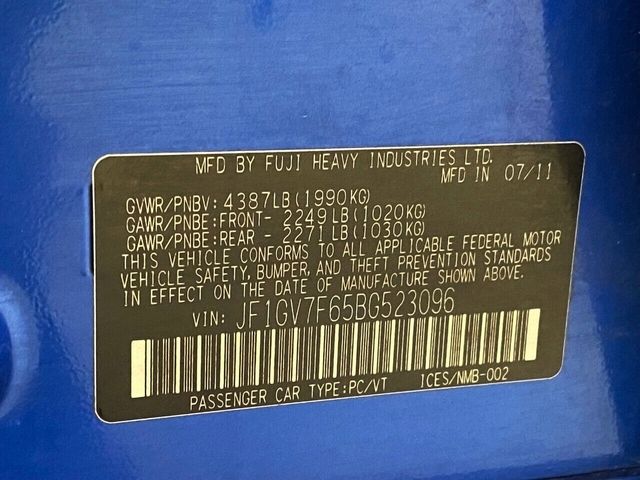 MFD BY FUJI HEAVY INDUSTRIES LTD.
MFD IN 07/11
GVWR/PNBV: 4387LB(1990KG)
GAWR/PNBE:FRONT- 2249LB(1020KG)
GAWR/PNBE:REAR - 2271LB(1030KG)
THIS VEHICLE CONFORMS TO ALL APPLICABLE FEDERAL MOTOR
VEHICLE SAFETY, BUMPER, AND THEFT PREVENTION STANDARDS
IN EFFECT ON THE DATE OF MANUFACTURE SHOWN ABOVE.
VIN: JF1GV7F65BG523096
PASSENGER CAR TYPE:PC/VT ICES/NMB-002